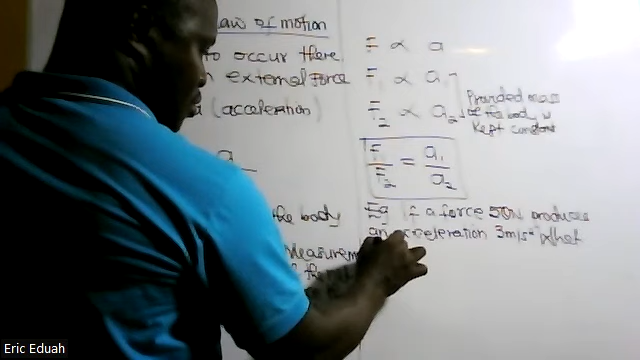 law of motion
to occur there
external force
a (acceleration)
a
the body
measurem
F ∝ a
F₁ ∝ a₁
F₂ ∝ a₂
Provided mass
of the body is
Kept constant
F₁/F₂ = a₁/a₂
Eg If a force 50N produces
an acceleration 3m/s² What
Eric Eduah